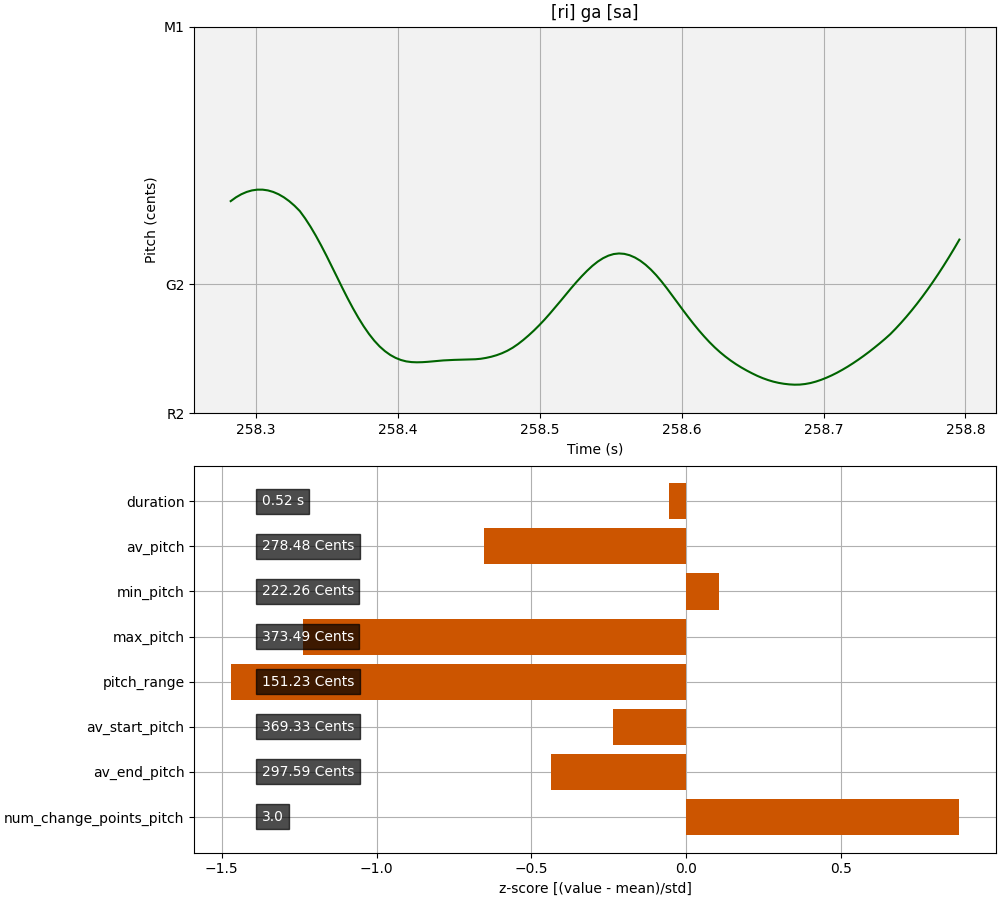 [ri] ga [sa]
M1
G2
R2
Pitch (cents)
258.3 258.4 258.5 258.6 258.7 258.8
Time (s)
duration 0.52 s
av_pitch 278.48 Cents
min_pitch 222.26 Cents
max_pitch 373.49 Cents
pitch_range 151.23 Cents
av_start_pitch 369.33 Cents
av_end_pitch 297.59 Cents
num_change_points_pitch 3.0
−1.5 −1.0 −0.5 0.0 0.5
z-score [(value - mean)/std]